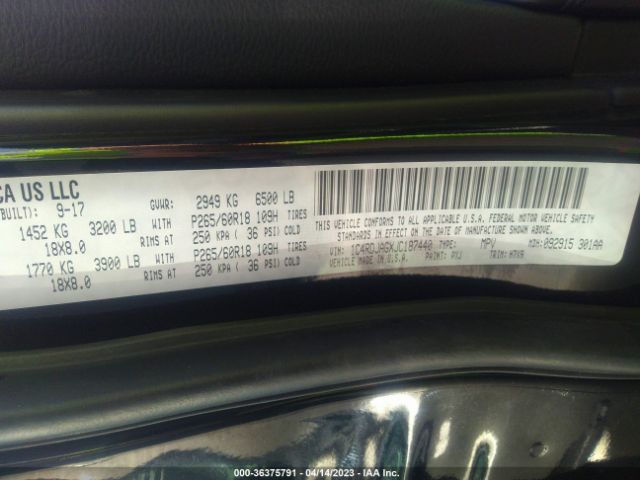 CA US LLC
BUILT): 9-17 GVWR: 2949 KG 6500 LB
1452 KG 3200 LB WITH P265/60R18 109H TIRES
18X8.0 RIMS AT 250 KPA ( 36 PSI) COLD
1770 KG 3900 LB WITH P265/60R18 109H TIRES
18X8.0 RIMS AT 250 KPA ( 36 PSI) COLD
THIS VEHICLE CONFORMS TO ALL APPLICABLE U.S.A. FEDERAL MOTOR VEHICLE SAFETY
STANDARDS IN EFFECT ON THE DATE OF MANUFACTURE SHOWN ABOVE.
VIN: 1C4RDJAGXJC187440 TYPE: MPV MDH: 092915 301AA
VEHICLE MADE IN U.S.A. PAINT: PXJ TRIM: H7X9
000-36375791 - 04/14/2023 - IAA Inc.